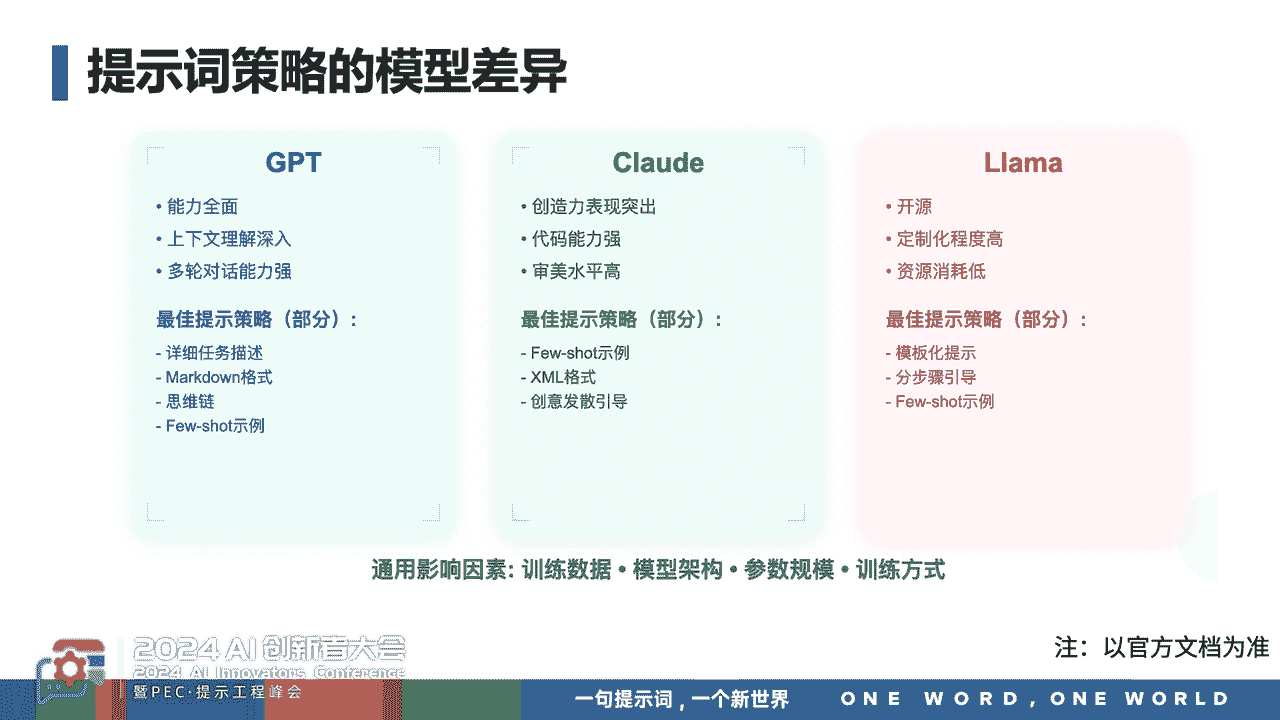 提示词策略的模型差异
GPT
• 能力全面
• 上下文理解深入
• 多轮对话能力强
最佳提示策略（部分）:
- 详细任务描述
- Markdown格式
- 思维链
- Few-shot示例
Claude
• 创造力表现突出
• 代码能力强
• 审美水平高
最佳提示策略（部分）:
- Few-shot示例
- XML格式
- 创意发散引导
Llama
• 开源
• 定制化程度高
• 资源消耗低
最佳提示策略（部分）:
- 模板化提示
- 分步骤引导
- Few-shot示例
通用影响因素: 训练数据 • 模型架构 • 参数规模 • 训练方式
注：以官方文档为准
2024 AI 创新者大会
2024 AI Innovators Conference
暨PEC·提示工程峰会
一句提示词，一个新世界
ONE WORD, ONE WORLD